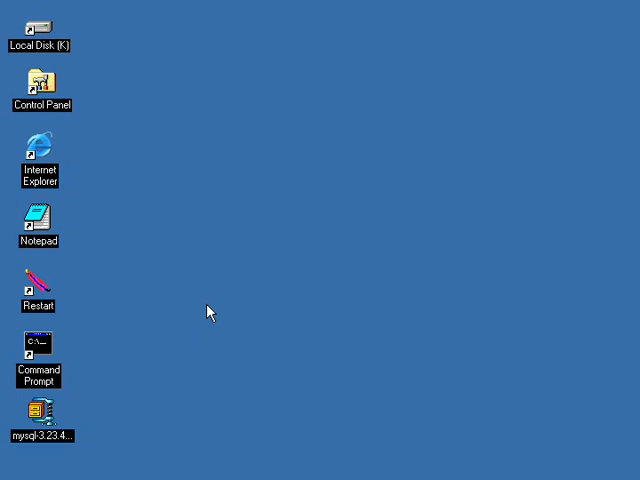 Local Disk (K)
Control Panel
Internet
Explorer
Notepad
Restart
C:\_
Command
Prompt
mysql-3.23.4...